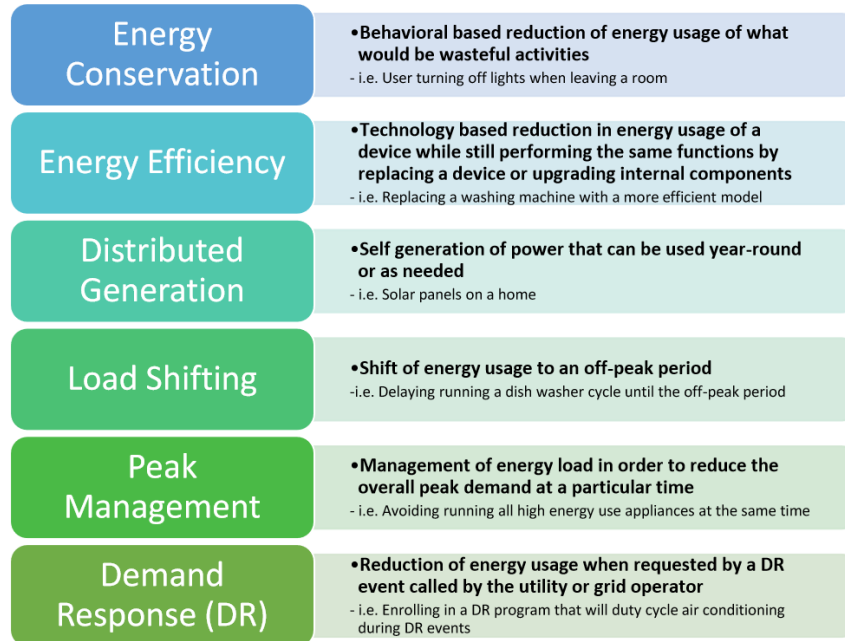 Energy
Conservation
•Behavioral based reduction of energy usage of what
would be wasteful activities
- i.e. User turning off lights when leaving a room
Energy Efficiency
•Technology based reduction in energy usage of a
device while still performing the same functions by
replacing a device or upgrading internal components
- i.e. Replacing a washing machine with a more efficient model
Distributed
Generation
•Self generation of power that can be used year-round
or as needed
- i.e. Solar panels on a home
Load Shifting
•Shift of energy usage to an off-peak period
-i.e. Delaying running a dish washer cycle until the off-peak period
Peak
Management
•Management of energy load in order to reduce the
overall peak demand at a particular time
- i.e. Avoiding running all high energy use appliances at the same time
Demand
Response (DR)
•Reduction of energy usage when requested by a DR
event called by the utility or grid operator
- i.e. Enrolling in a DR program that will duty cycle air conditioning
during DR events